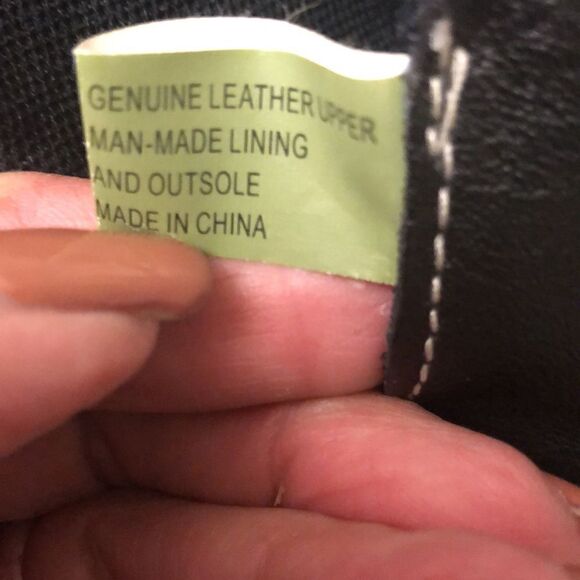 GENUINE LEATHER UPPER
MAN-MADE LINING
AND OUTSOLE
MADE IN CHINA